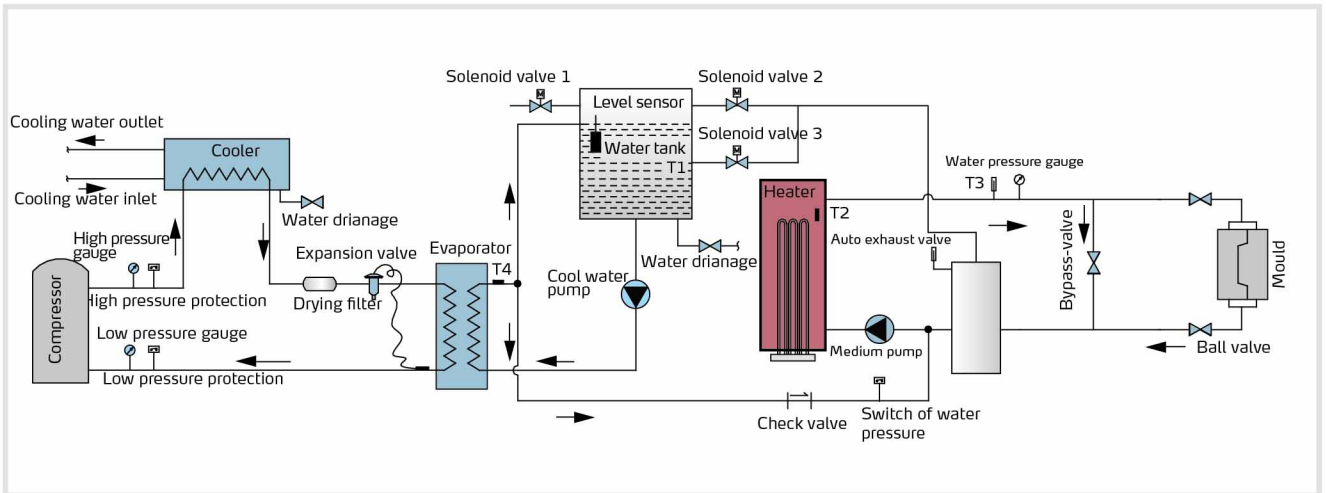 Solenoid valve 1
Solenoid valve 2
M
M
Level sensor
Cooling water outlet
Solenoid valve 3
M
Cooler
Water tank
Water pressure gauge
T1
T3
Cooling water inlet
Heater
Water drianage
T2
High pressure
gauge
Evaporator
Auto exhaust valve
Expansion valve
T4
Water drianage
Bypass-valve
Mould
Cool water
pump
High pressure protection
Drying filter
Compressor
Low pressure gauge
Medium pump
Ball valve
Low pressure protection
Check valve
Switch of water
pressure